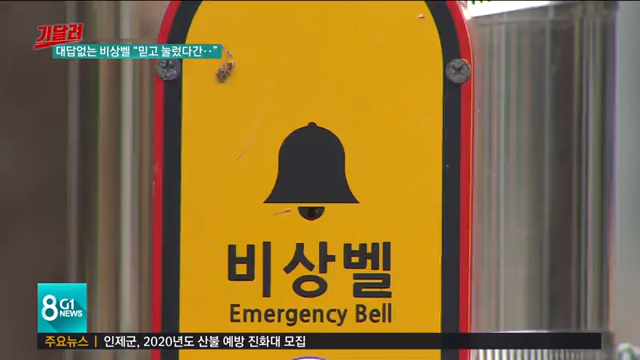 기달려
대답없는 비상벨 "믿고 눌렀다간‥"
비상벨
Emergency Bell
8 G1 NEWS
주요뉴스 | 인제군, 2020년도 산불 예방 진화대 모집